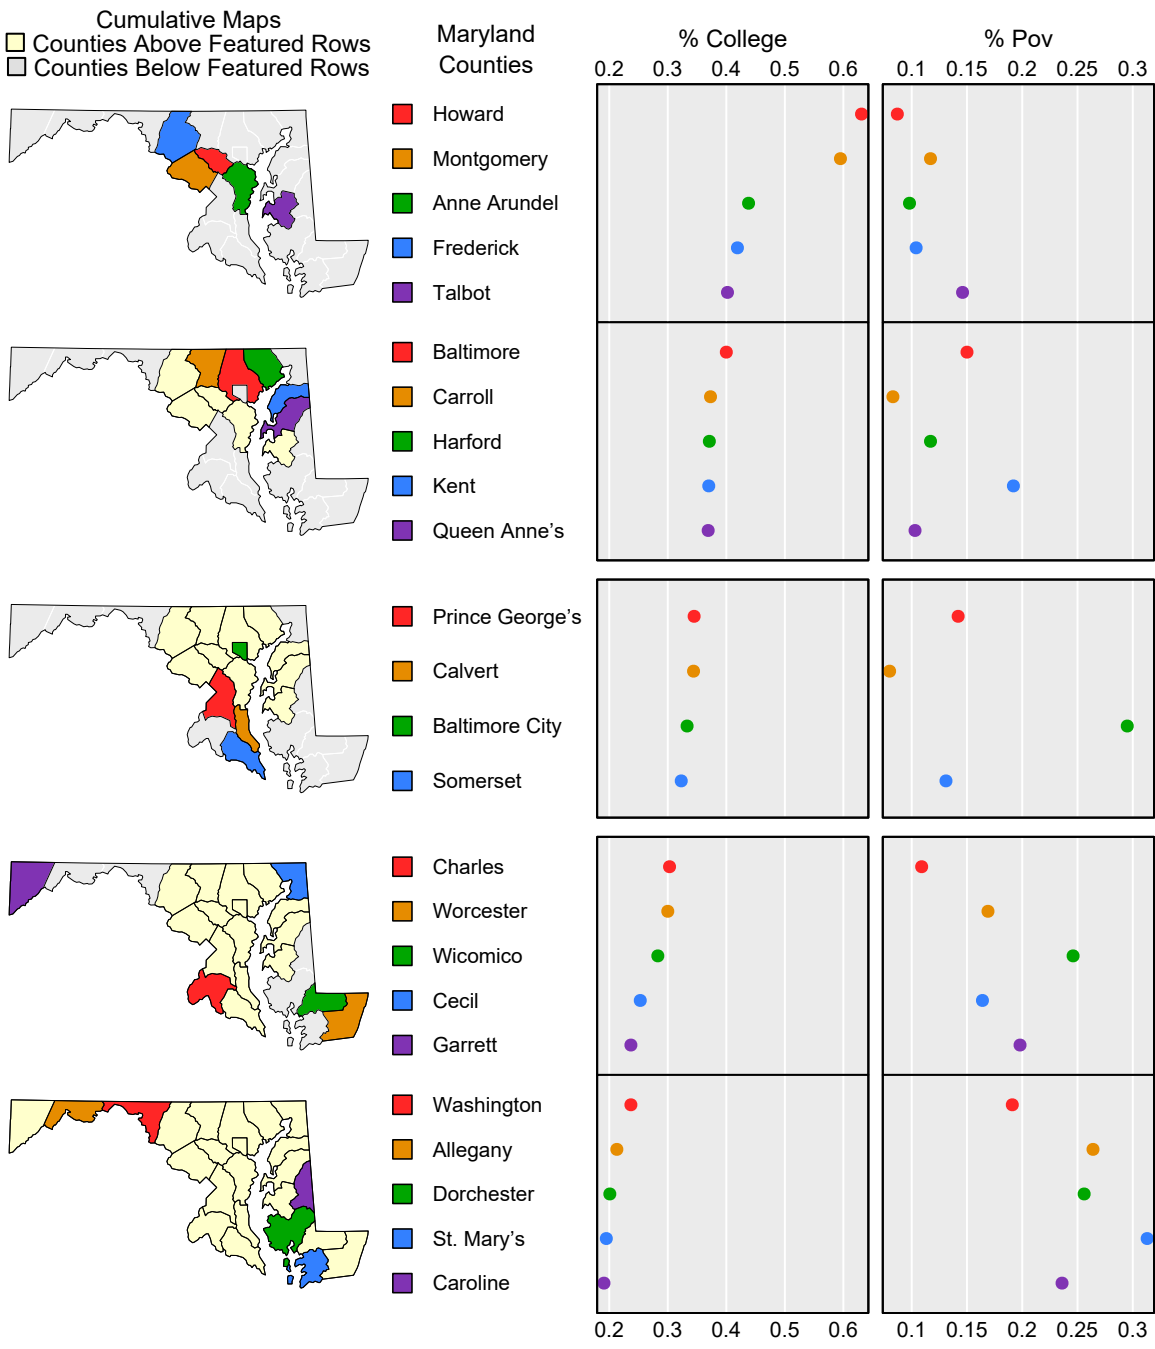 Cumulative Maps
Counties Above Featured Rows
Counties Below Featured Rows
Maryland
Counties
% College
% Pov
0.2 0.3 0.4 0.5 0.6
0.1 0.15 0.2 0.25 0.3
Howard
Montgomery
Anne Arundel
Frederick
Talbot
Baltimore
Carroll
Harford
Kent
Queen Anne’s
Prince George’s
Calvert
Baltimore City
Somerset
Charles
Worcester
Wicomico
Cecil
Garrett
Washington
Allegany
Dorchester
St. Mary’s
Caroline
0.2 0.3 0.4 0.5 0.6
0.1 0.15 0.2 0.25 0.3